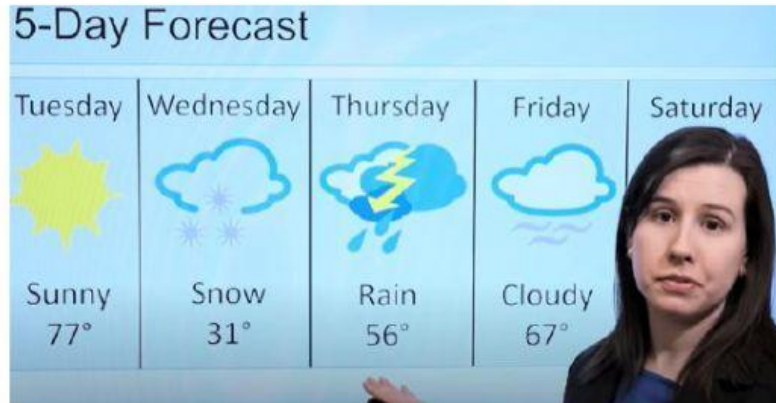 5-Day Forecast
Tuesday Wednesday Thursday Friday Saturday
Sunny Snow Rain Cloudy
77° 31° 56° 67°